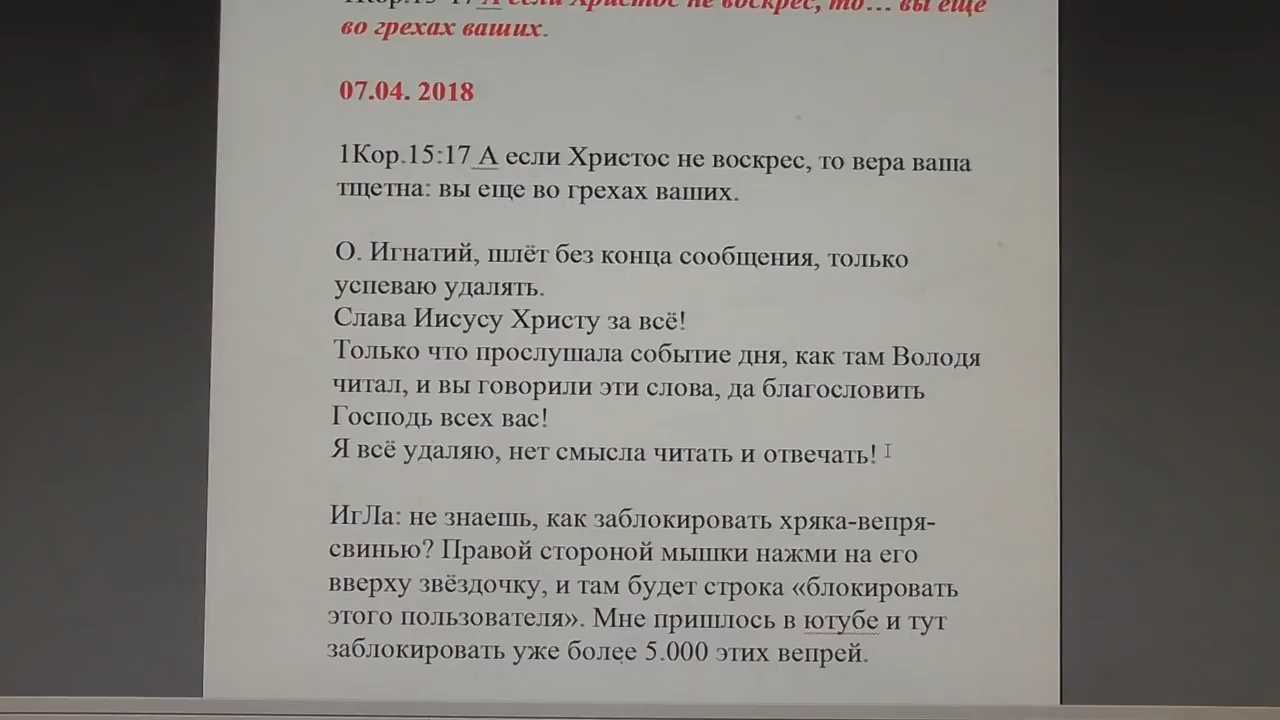 1Кор.15-17 А если Христос не воскрес, то… вы еще
во грехах ваших.
07.04. 2018
1Кор.15:17 А если Христос не воскрес, то вера ваша
тщетна: вы еще во грехах ваших.
О. Игнатий, шлёт без конца сообщения, только
успеваю удалять.
Слава Иисусу Христу за всё!
Только что прослушала событие дня, как там Володя
читал, и вы говорили эти слова, да благословить
Господь всех вас!
Я всё удаляю, нет смысла читать и отвечать!
ИгЛа: не знаешь, как заблокировать хряка-вепря-
свинью? Правой стороной мышки нажми на его
вверху звёздочку, и там будет строка «блокировать
этого пользователя». Мне пришлось в ютубе и тут
заблокировать уже более 5.000 этих вепрей.